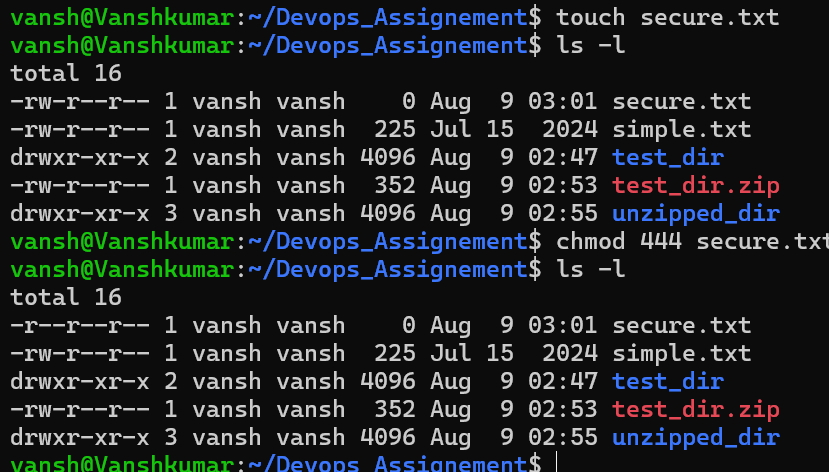 vansh@Vanshkumar:~/Devops_Assignement$ touch secure.txt
vansh@Vanshkumar:~/Devops_Assignement$ ls -l
total 16
-rw-r--r-- 1 vansh vansh    0 Aug  9 03:01 secure.txt
-rw-r--r-- 1 vansh vansh  225 Jul 15  2024 simple.txt
drwxr-xr-x 2 vansh vansh 4096 Aug  9 02:47 test_dir
-rw-r--r-- 1 vansh vansh  352 Aug  9 02:53 test_dir.zip
drwxr-xr-x 3 vansh vansh 4096 Aug  9 02:55 unzipped_dir
vansh@Vanshkumar:~/Devops_Assignement$ chmod 444 secure.txt
vansh@Vanshkumar:~/Devops_Assignement$ ls -l
total 16
-r--r--r-- 1 vansh vansh    0 Aug  9 03:01 secure.txt
-rw-r--r-- 1 vansh vansh  225 Jul 15  2024 simple.txt
drwxr-xr-x 2 vansh vansh 4096 Aug  9 02:47 test_dir
-rw-r--r-- 1 vansh vansh  352 Aug  9 02:53 test_dir.zip
drwxr-xr-x 3 vansh vansh 4096 Aug  9 02:55 unzipped_dir
vansh@Vanshkumar:~/Devops_Assignement$